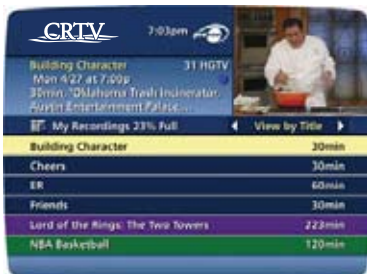 CRTV
7:03pm
Building Character 31 HGTV
Mon 4/27 at 7:00p
30min, "Oklahoma Trash Incinerator,
Austin Entertainment Palace...
My Recordings 23% Full View by Title
Building Character 30min
Cheers 30min
ER 60min
Friends 30min
Lord of the Rings: The Two Towers 223min
NBA Basketball 120min